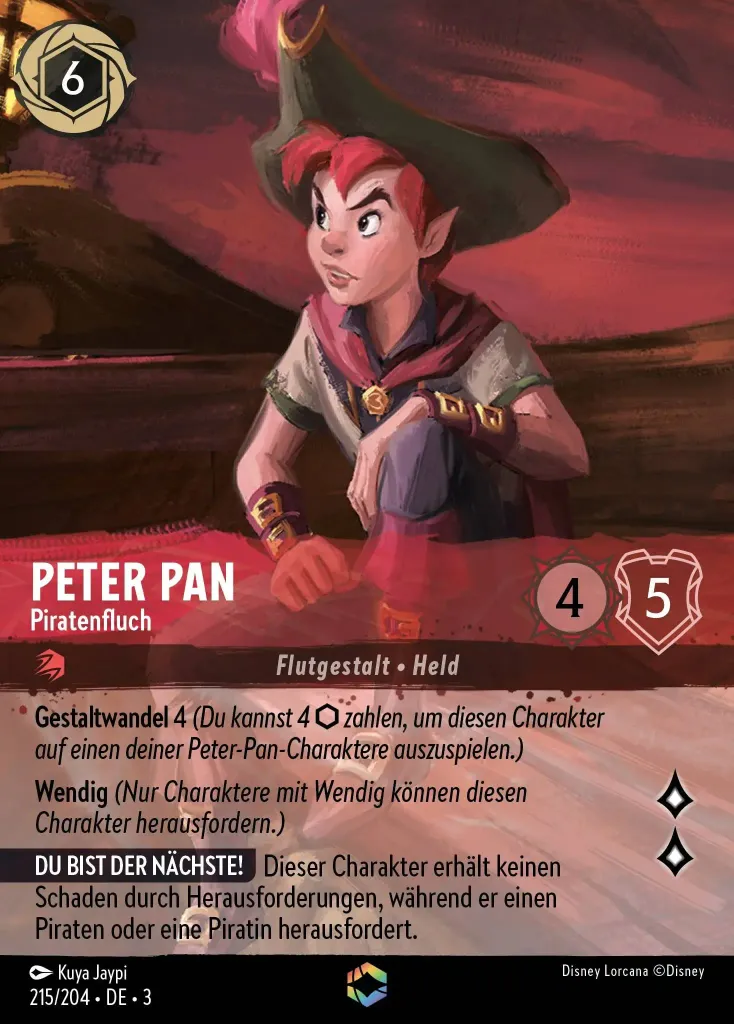 6
PETER PAN
Piratenfluch
4
5
Flutgestalt • Held
Gestaltwandel 4 (Du kannst 4 ⬡ zahlen, um diesen Charakter
auf einen deiner Peter-Pan-Charaktere auszuspielen.)
Wendig (Nur Charaktere mit Wendig können diesen
Charakter herausfordern.)
DU BIST DER NÄCHSTE! Dieser Charakter erhält keinen
Schaden durch Herausforderungen, während er einen
Piraten oder eine Piratin herausfordert.
Kuya Jaypi
Disney Lorcana ©Disney
215/204 • DE • 3